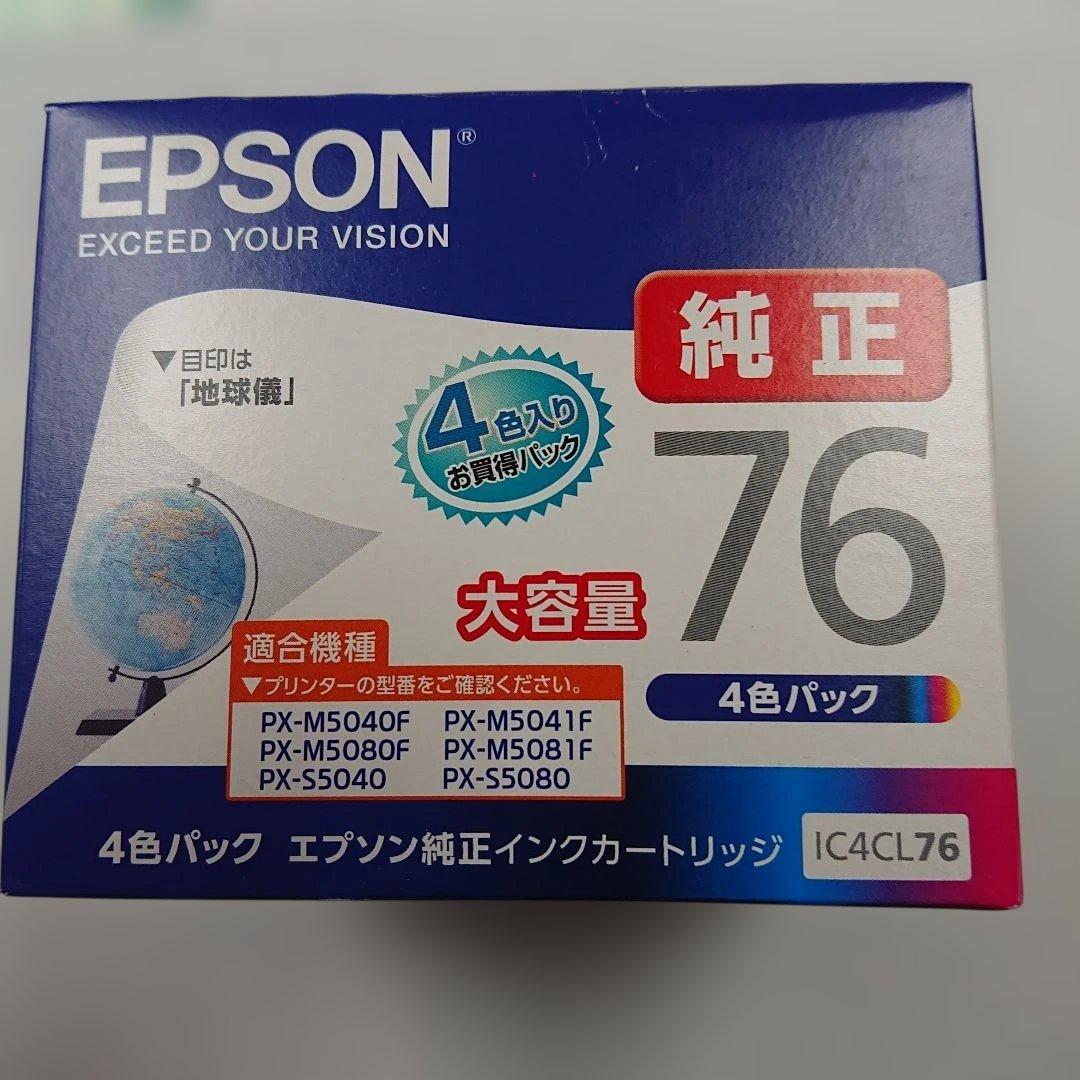 EPSON®
EXCEED YOUR VISION
純正
▼目印は
「地球儀」
4色入り
お買得パック
76
大容量
適合機種
▼プリンターの型番をご確認ください。
PX-M5040F PX-M5041F
PX-M5080F PX-M5081F
PX-S5040 PX-S5080
4色パック
4色パック エプソン純正インクカートリッジ IC4CL76